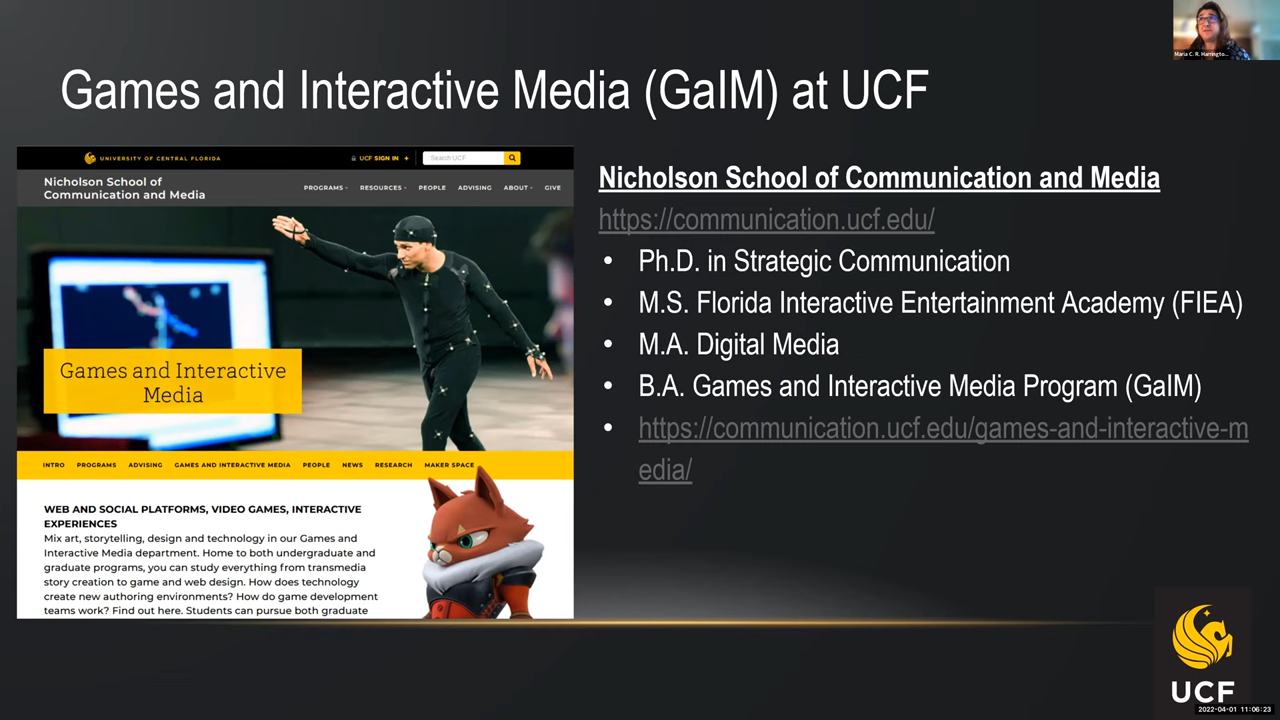 Maria C. R. Harringto...
Games and Interactive Media (GaIM) at UCF
UNIVERSITY OF CENTRAL FLORIDA
UCF SIGN IN +
Search UCF
Nicholson School of
Communication and Media
PROGRAMS
RESOURCES
PEOPLE
ADVISING
ABOUT
GIVE
Games and Interactive
Media
INTRO
PROGRAMS
ADVISING
GAMES AND INTERACTIVE MEDIA
PEOPLE
NEWS
RESEARCH
MAKER SPACE
WEB AND SOCIAL PLATFORMS, VIDEO GAMES, INTERACTIVE
EXPERIENCES
Mix art, storytelling, design and technology in our Games and
Interactive Media department. Home to both undergraduate and
graduate programs, you can study everything from transmedia
story creation to game and web design. How does technology
create new authoring environments? How do game development
teams work? Find out here. Students can pursue both graduate
Nicholson School of Communication and Media
https://communication.ucf.edu/
• Ph.D. in Strategic Communication
• M.S. Florida Interactive Entertainment Academy (FIEA)
• M.A. Digital Media
• B.A. Games and Interactive Media Program (GaIM)
• https://communication.ucf.edu/games-and-interactive-m
edia/
UCF
2022-04-01 11:06:23